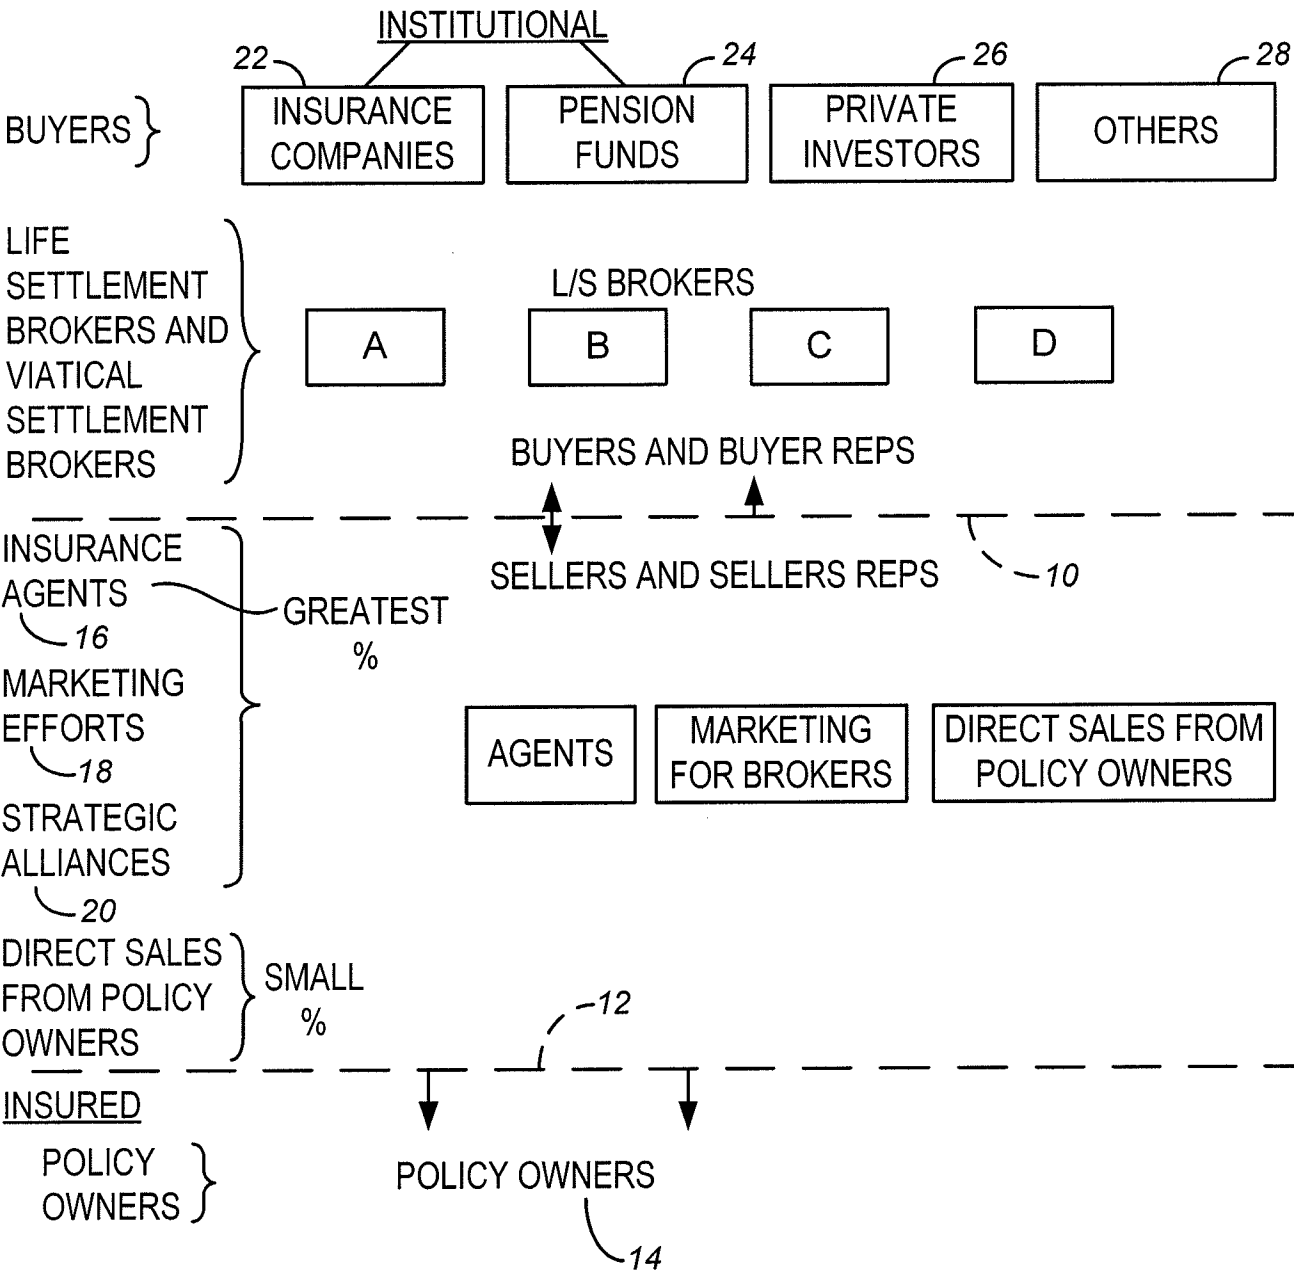 INSTITUTIONAL
22
24
26
28
BUYERS
INSURANCE
COMPANIES
PENSION
FUNDS
PRIVATE
INVESTORS
OTHERS
LIFE
SETTLEMENT
BROKERS AND
VIATICAL
SETTLEMENT
BROKERS
L/S BROKERS
A
B
C
D
BUYERS AND BUYER REPS
10
SELLERS AND SELLERS REPS
INSURANCE
AGENTS
16
GREATEST
%
MARKETING
EFFORTS
18
STRATEGIC
ALLIANCES
20
AGENTS
MARKETING
FOR BROKERS
DIRECT SALES FROM
POLICY OWNERS
DIRECT SALES
FROM POLICY
OWNERS
SMALL
%
12
INSURED
POLICY
OWNERS
POLICY OWNERS
14